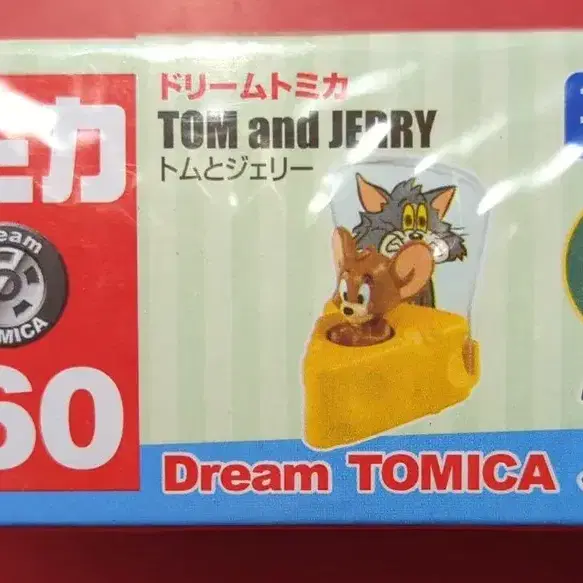 ドリームトミカ
TOM and JERRY
トムとジェリー
ミカ
Dream
TOMICA
60
Dream TOMICA